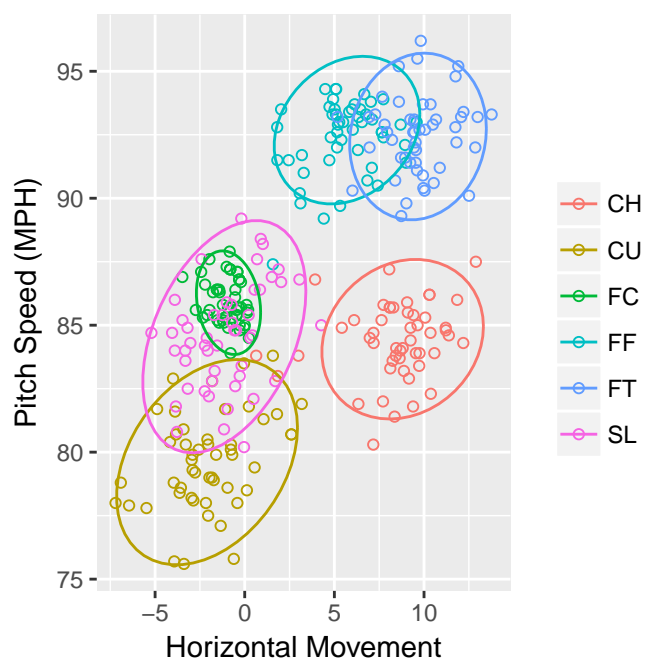 95
90
85
80
75
−5
0
5
10
Horizontal Movement
Pitch Speed (MPH)
CH
CU
FC
FF
FT
SL